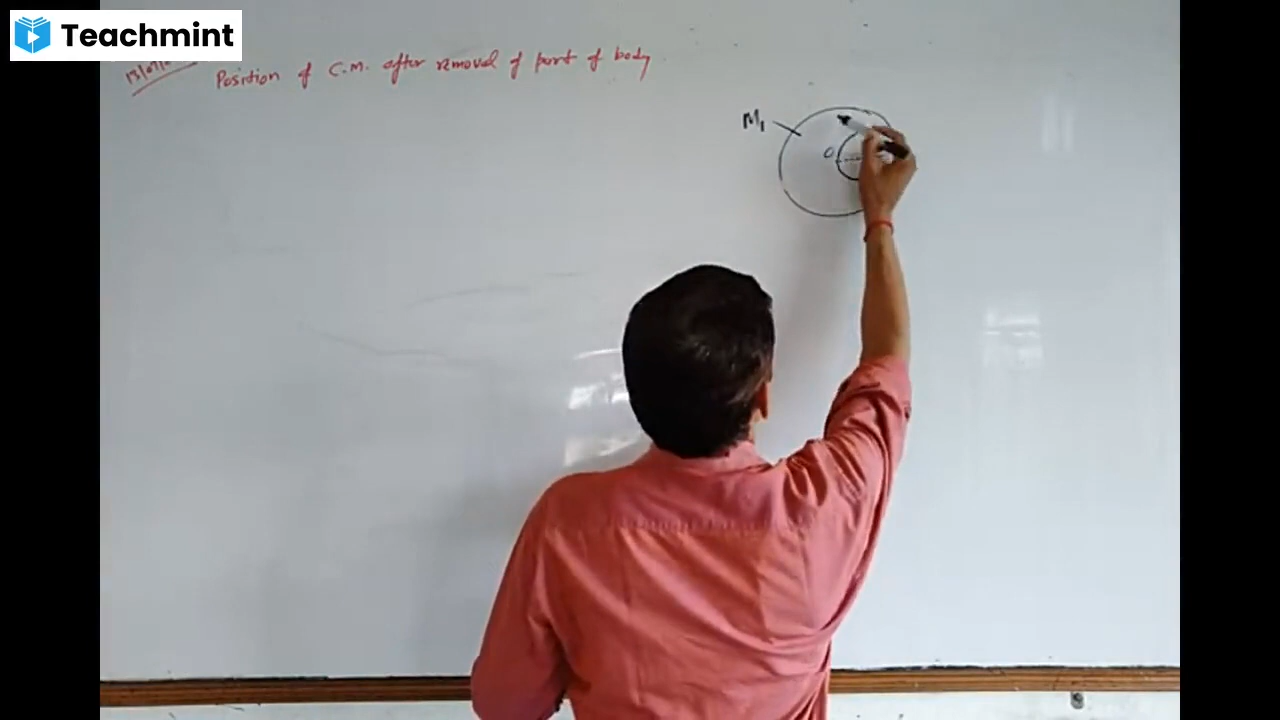 Teachmint
Position of C.M. after removal of part of body
M1
O